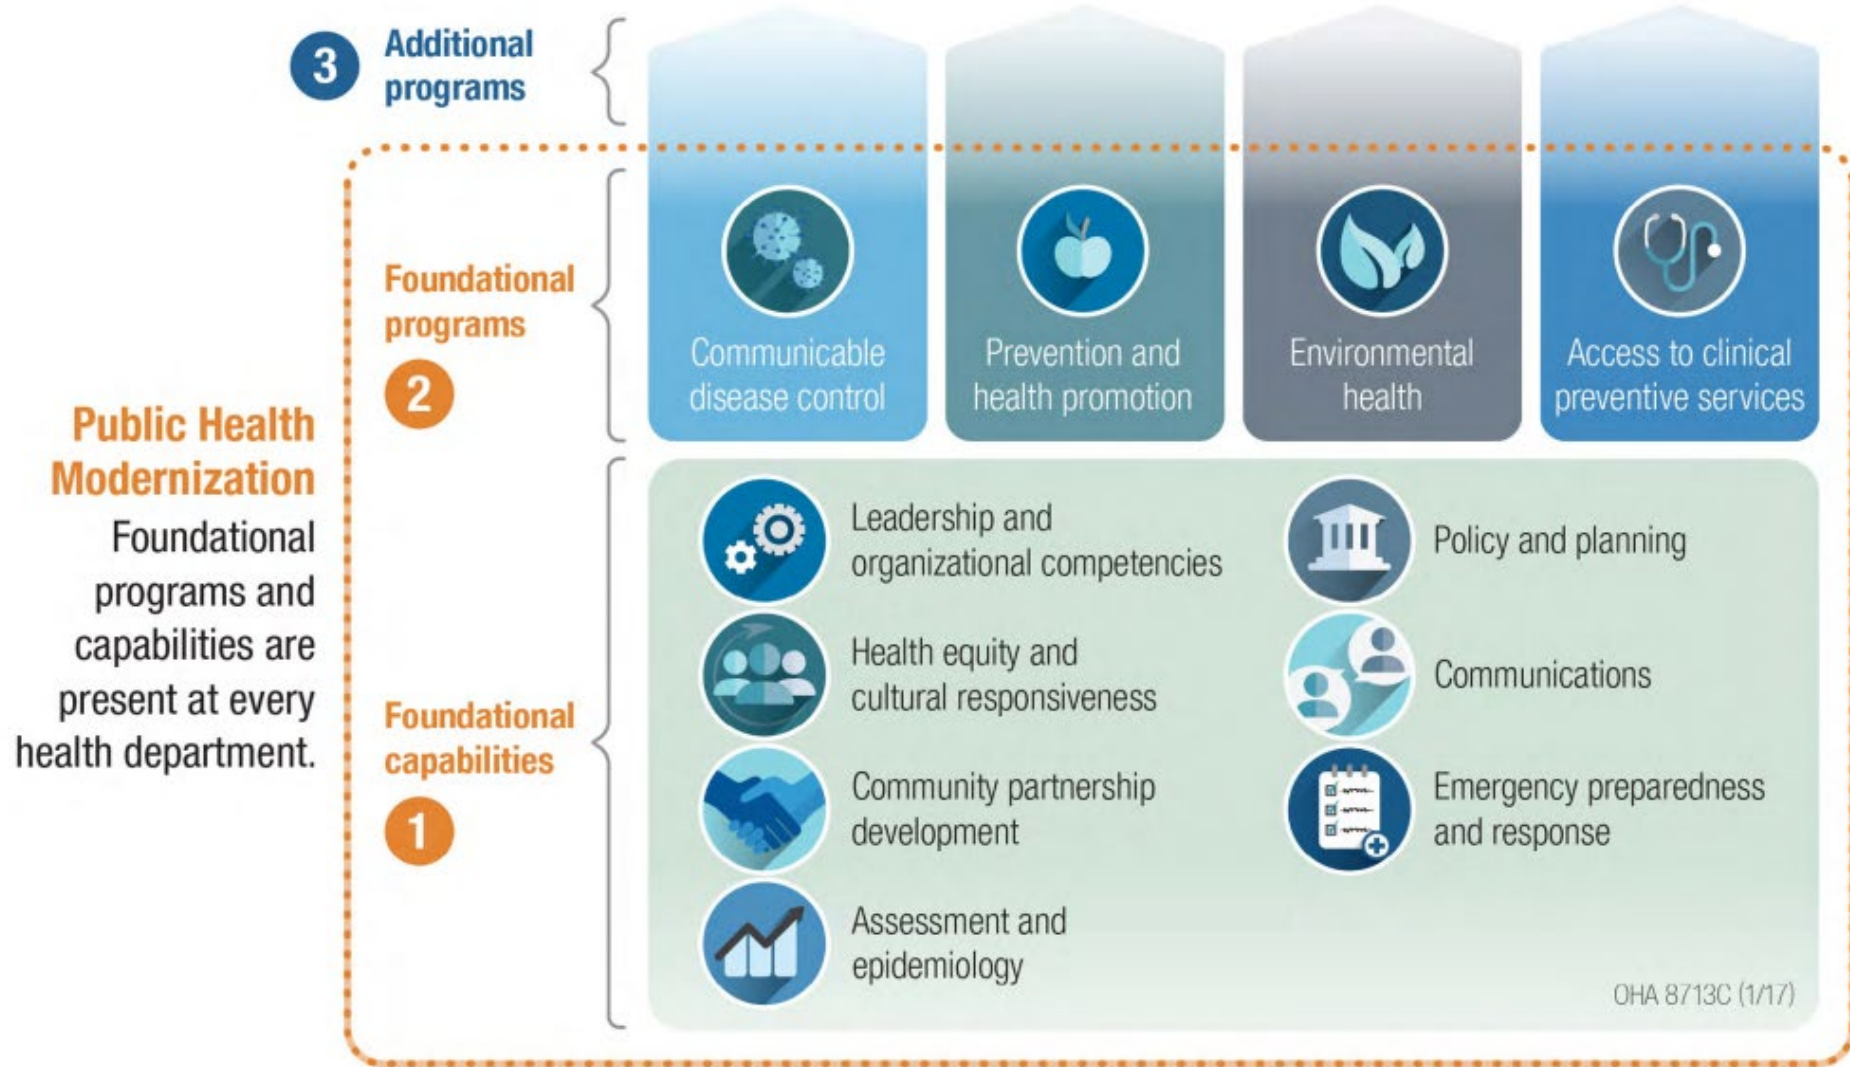 3
Additional
programs
Foundational
programs
2
Communicable
disease control
Prevention and
health promotion
Environmental
health
Access to clinical
preventive services
Public Health
Modernization
Foundational
programs and
capabilities are
present at every
health department.
Foundational
capabilities
1
Leadership and
organizational competencies
Health equity and
cultural responsiveness
Community partnership
development
Assessment and
epidemiology
Policy and planning
Communications
Emergency preparedness
and response
OHA 8713C (1/17)